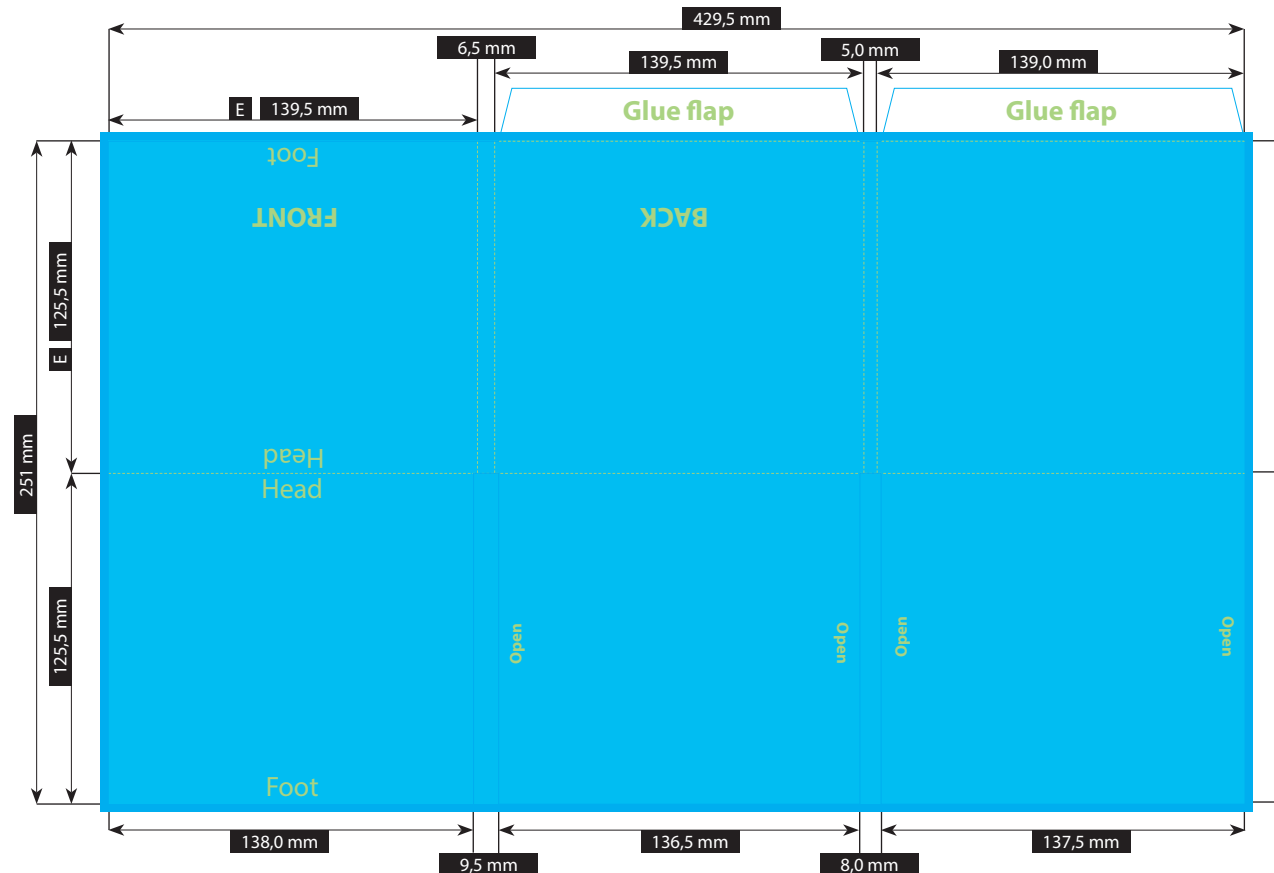 429,5 mm
6,5 mm
5,0 mm
139,5 mm
139,0 mm
E 139,5 mm
Glue flap
Glue flap
Foot
FRONT
BACK
125,5 mm
E
251 mm
Head
Head
125,5 mm
Open
Open
Open
Open
Foot
138,0 mm
136,5 mm
137,5 mm
9,5 mm
8,0 mm